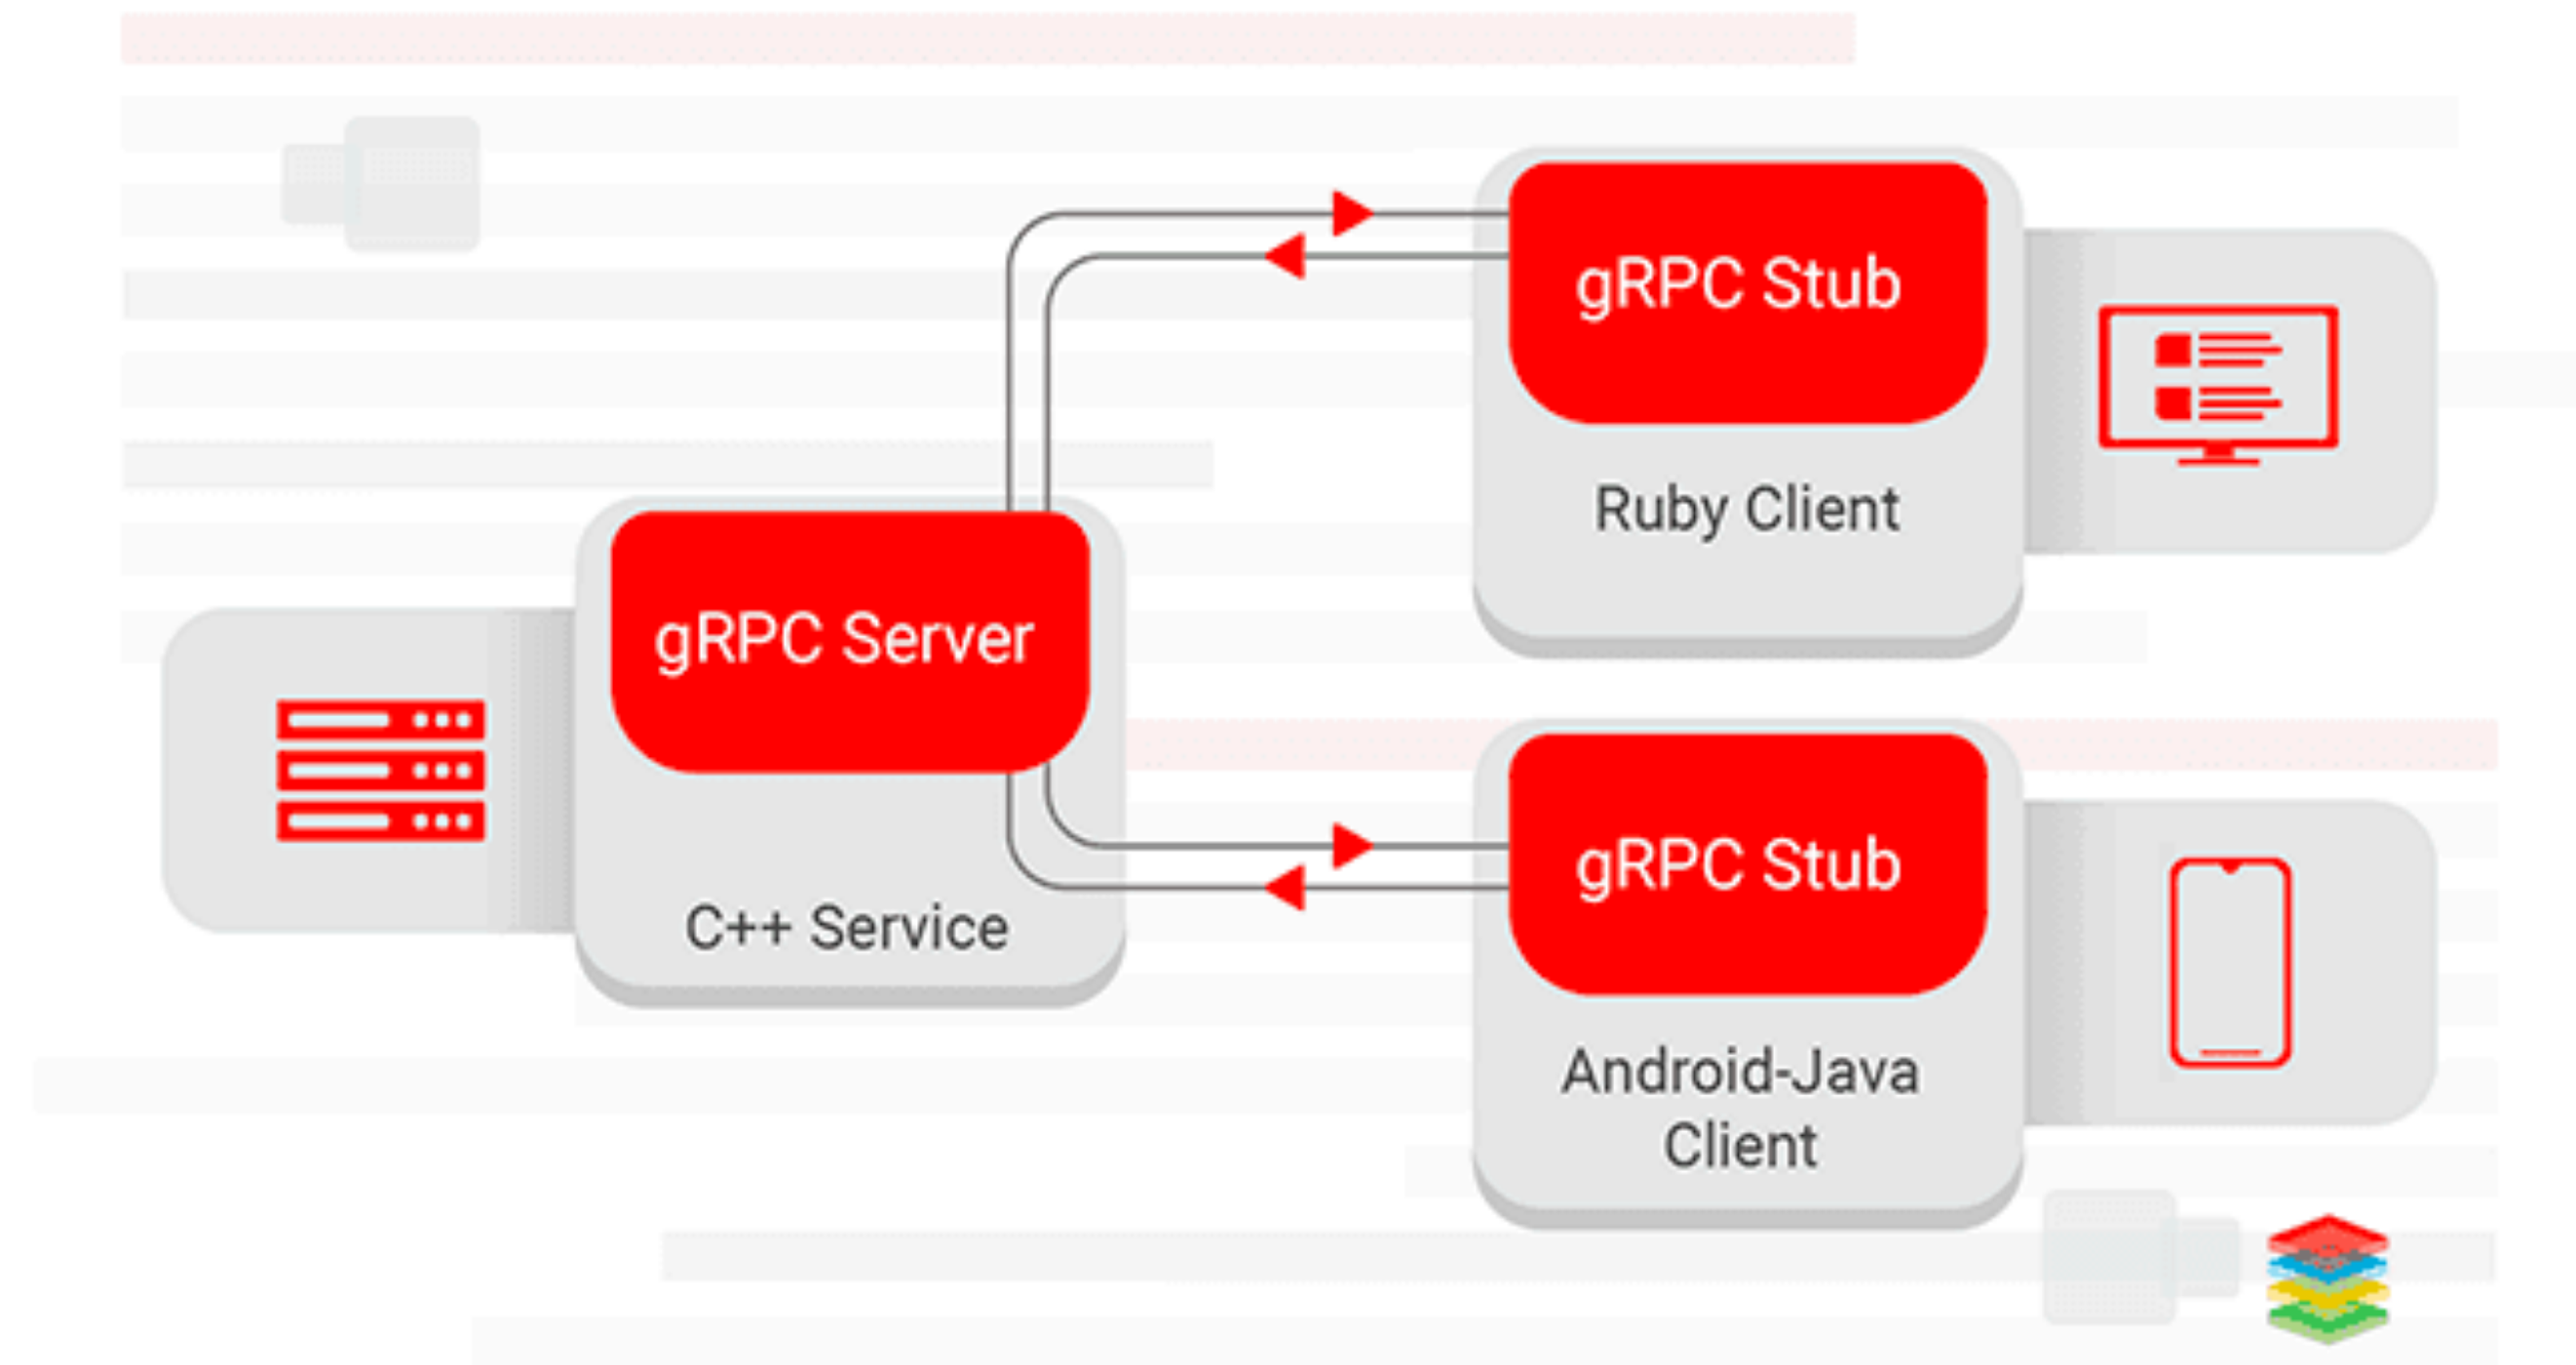 gRPC Stub
Ruby Client
gRPC Server
C++ Service
gRPC Stub
Android-Java
Client